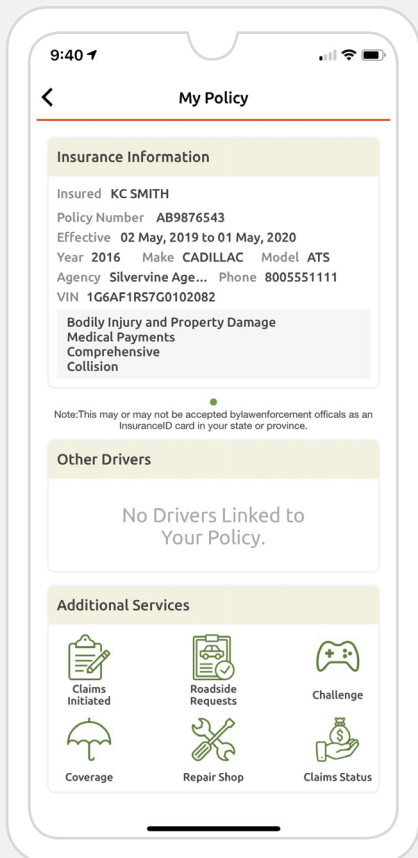 9:40
My Policy
Insurance Information
Insured KC SMITH
Policy Number AB9876543
Effective 02 May, 2019 to 01 May, 2020
Year 2016 Make CADILLAC Model ATS
Agency Silvervine Age... Phone 8005551111
VIN 1G6AF1RS7G0102082
Bodily Injury and Property Damage
Medical Payments
Comprehensive
Collision
Note:This may or may not be accepted bylawenforcement officals as an
InsuranceID card in your state or province.
Other Drivers
No Drivers Linked to
Your Policy.
Additional Services
Claims
Initiated
Roadside
Requests
Challenge
Coverage
Repair Shop
Claims Status